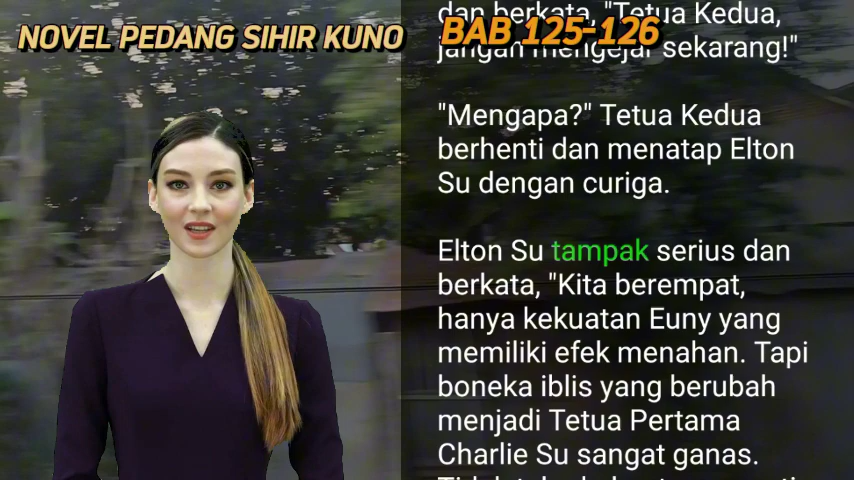 NOVEL PEDANG SIHIR KUNO
BAB 125-126
dan berkata, "Tetua Kedua,
jangan mengejar sekarang!"
"Mengapa?" Tetua Kedua
berhenti dan menatap Elton
Su dengan curiga.
Elton Su tampak serius dan
berkata, "Kita berempat,
hanya kekuatan Euny yang
memiliki efek menahan. Tapi
boneka iblis yang berubah
menjadi Tetua Pertama
Charlie Su sangat ganas.